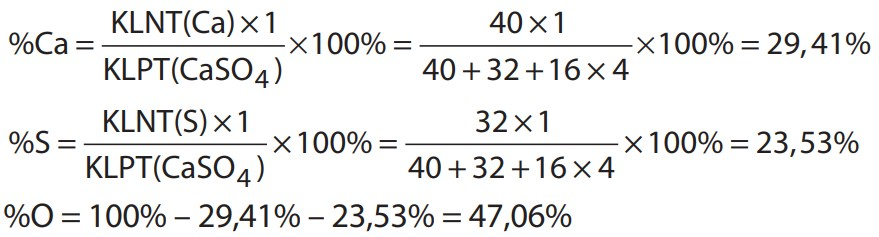 %Ca = KLNT(Ca) × 1 / KLPT(CaSO₄) × 100% = 40 × 1 / 40 + 32 + 16 × 4 × 100% = 29,41%
%S = KLNT(S) × 1 / KLPT(CaSO₄) × 100% = 32 × 1 / 40 + 32 + 16 × 4 × 100% = 23,53%
%O = 100% – 29,41% – 23,53% = 47,06%